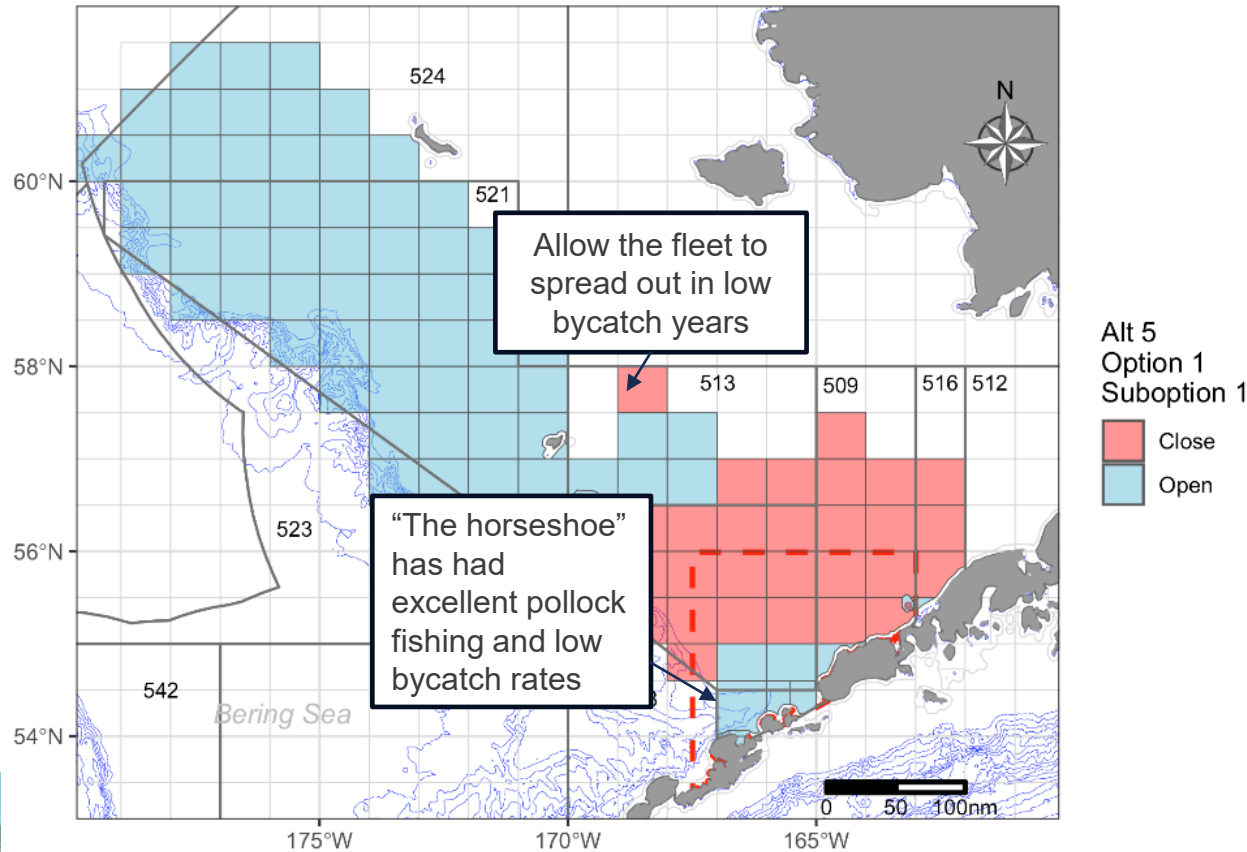 524
N
60°N
521
Allow the fleet to
spread out in low
bycatch years
58°N
513
509
516
512
Alt 5
Option 1
Suboption 1
Close
Open
“The horseshoe”
has had
excellent pollock
fishing and low
bycatch rates
523
56°N
542
Bering Sea
54°N
0 50 100nm
175°W
170°W
165°W